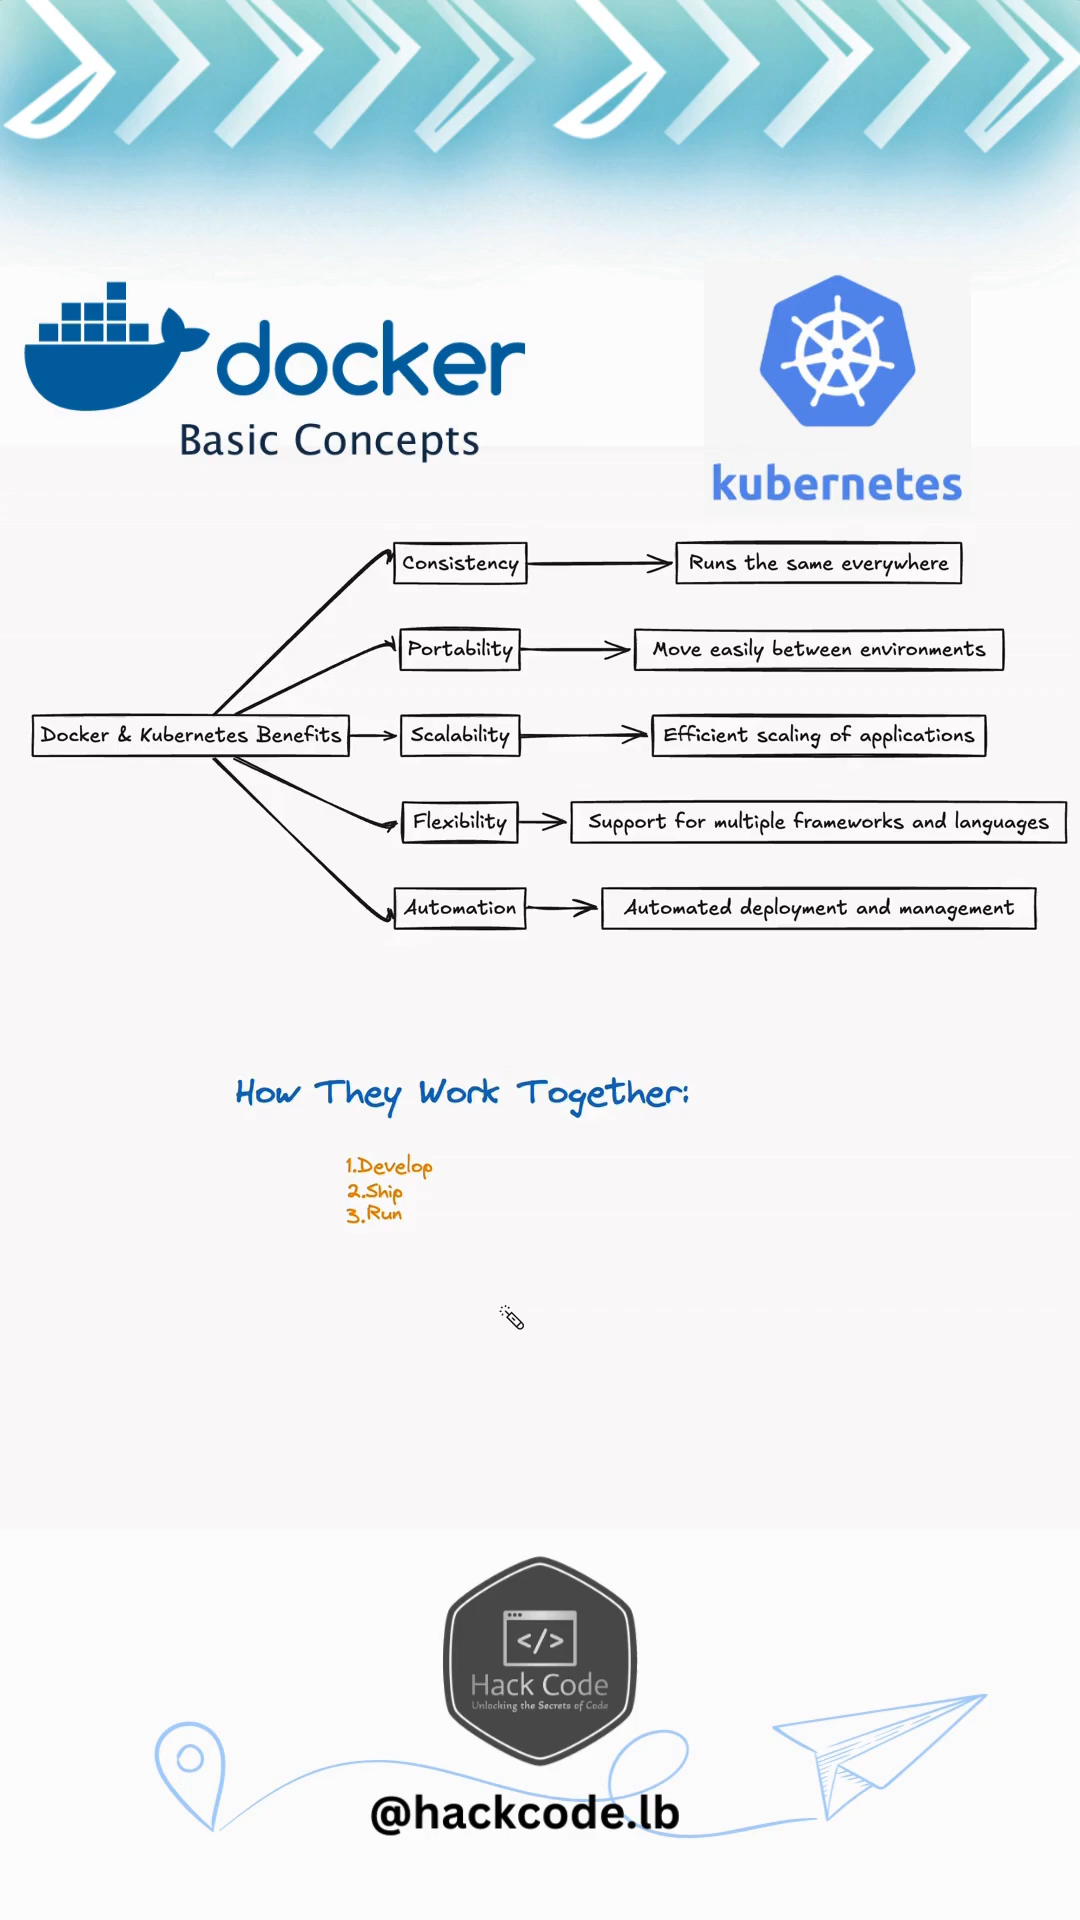 docker
Basic Concepts
kubernetes
Consistency
Runs the same everywhere
Portability
Move easily between environments
Docker & Kubernetes Benefits
Scalability
Efficient scaling of applications
Flexibility
Support for multiple frameworks and languages
Automation
Automated deployment and management
How They Work Together:
1.Develop
2.Ship
3.Run
</>
Hack Code
Unlocking the Secrets of Code
@hackcode.lb